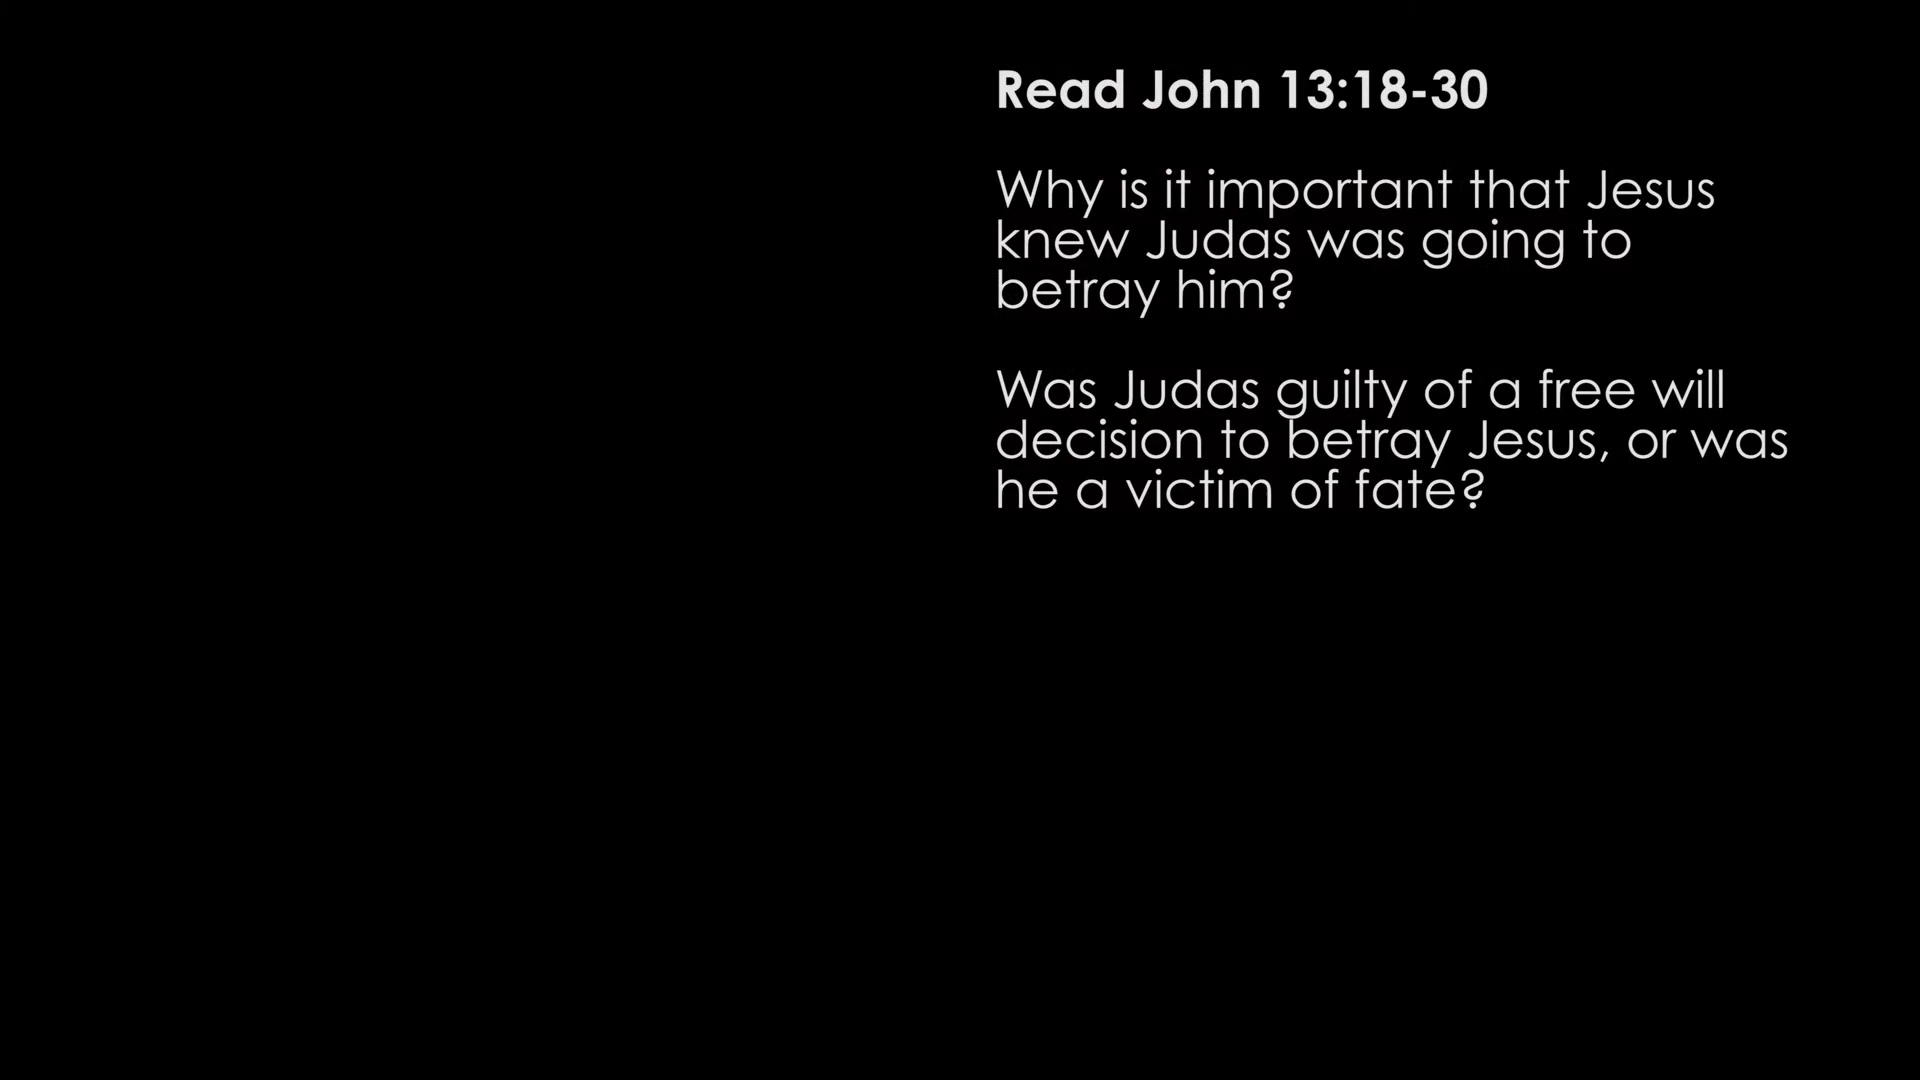 Read John 13:18-30
Why is it important that Jesus
knew Judas was going to
betray him?
Was Judas guilty of a free will
decision to betray Jesus, or was
he a victim of fate?